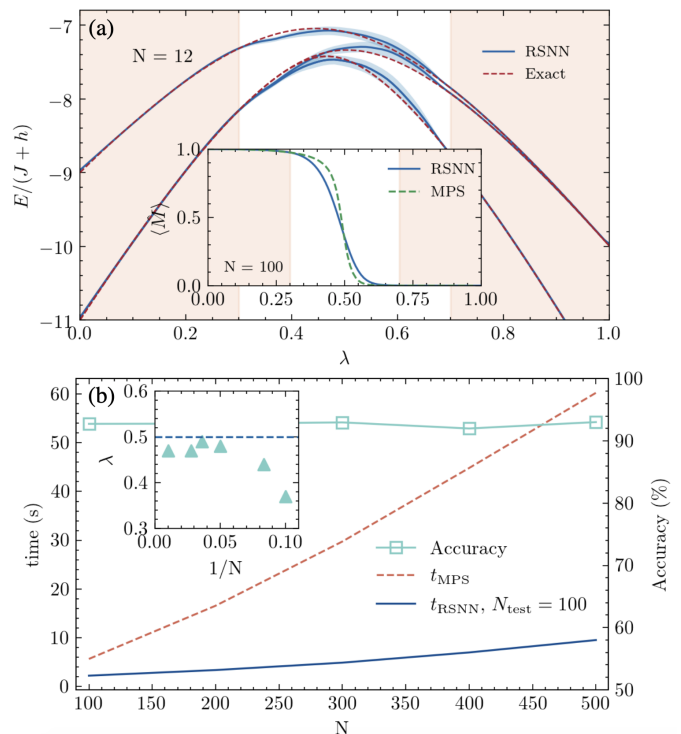 (a)
−7
−8
−9
−10
−11
E/(J + h)
N = 12
RSNN
Exact
1.0
0.5
0.0
⟨M̂⟩
RSNN
MPS
N = 100
0.00 0.25 0.50 0.75 1.00
0.0 0.2 0.4 0.6 0.8 1.0
λ
(b)
60
50
40
30
20
10
0
time (s)
0.6
0.5
0.4
0.3
λ
0.00 0.05 0.10
1/N
100
90
80
70
60
50
Accuracy (%)
Accuracy
t_MPS
t_RSNN, N_test = 100
100 200 300 400 500
N